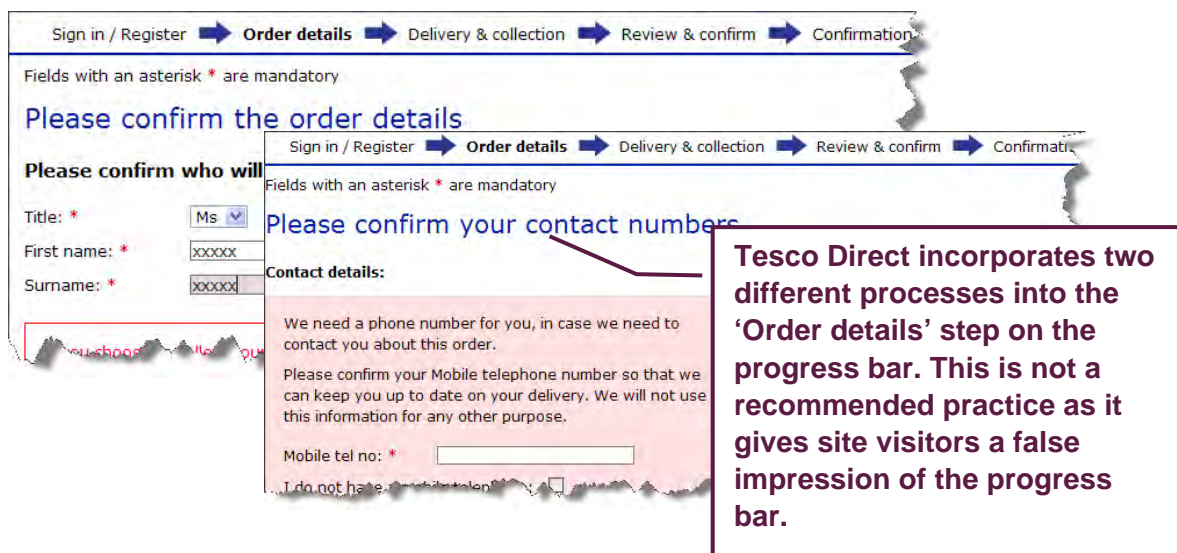 Sign in / Register Order details Delivery & collection Review & confirm Confirmation
Fields with an asterisk * are mandatory
Please confirm the order details
Please confirm who will
Title: * Ms
First name: * xxxxx
Surname: * xxxxx
Sign in / Register Order details Delivery & collection Review & confirm
Fields with an asterisk * are mandatory
Please confirm your contact numbers
Contact details:
We need a phone number for you, in case we need to
contact you about this order.
Please confirm your Mobile telephone number so that we
can keep you up to date on your delivery. We will not use
this information for any other purpose.
Mobile tel no: *
I do not have
Tesco Direct incorporates two
different processes into the
‘Order details’ step on the
progress bar. This is not a
recommended practice as it
gives site visitors a false
impression of the progress
bar.